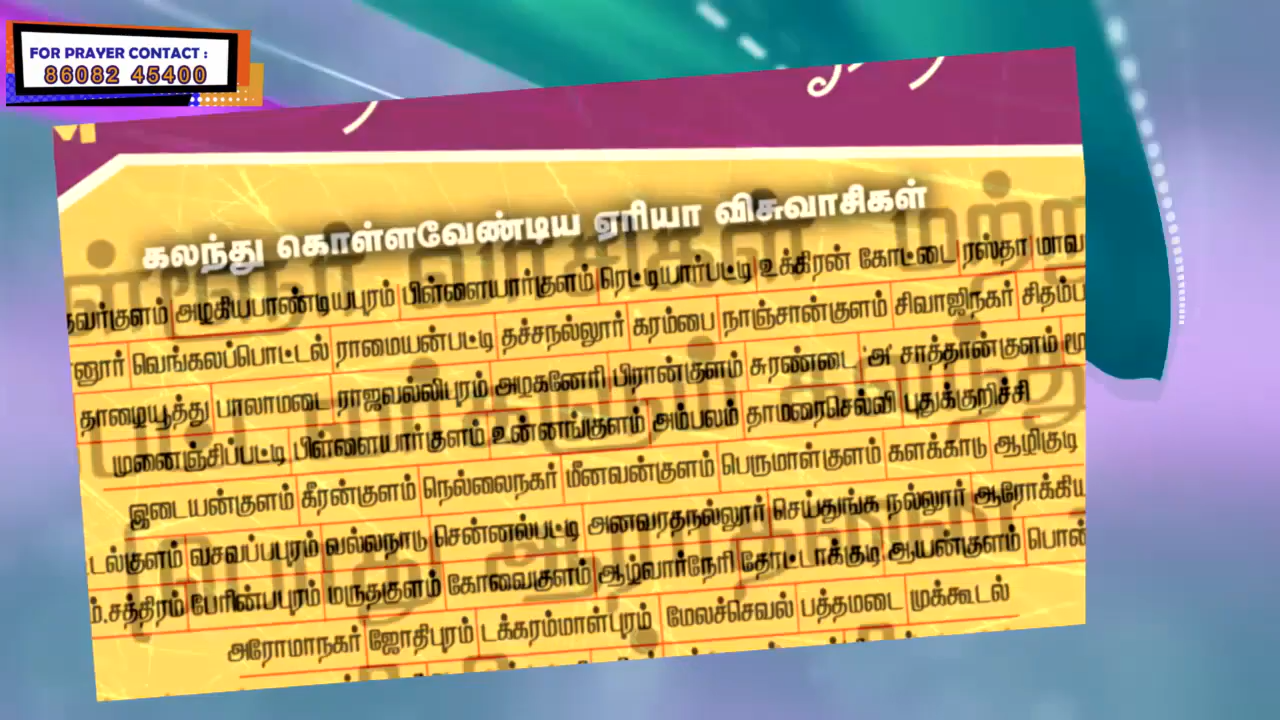 FOR PRAYER CONTACT :
86082 45400
கலந்து கொள்ளவேண்டிய ஏரியா விசுவாசிகள்
அழகியபாண்டியபுரம் பிள்ளையார்குளம் ரெட்டியார்பட்டி உக்கிரன் கோட்டை ரஸ்தா
வெங்கலப்பொட்டல் ராமையன்பட்டி தச்சநல்லூர் கரம்பை நாஞ்சான்குளம் சிவாஜிநகர்
தாழையூத்து பாலாமடை ராஜவல்லிபுரம் அழகனேரி பிரான்குளம் சுரண்டை 'அ' சாத்தான்குளம்
முனைஞ்சிப்பட்டி பிள்ளையார்குளம் உன்னங்குளம் அம்பலம் தாமரைசெல்வி புதுக்குறிச்சி
இடையன்குளம் கீரன்குளம் நெல்லைநகர் மீனவன்குளம் பெருமாள்குளம் களக்காடு ஆழிகுடி
வசவப்பபுரம் வல்லநாடு சென்னல்பட்டி அனவரதநல்லூர் செய்துங்க நல்லூர்
பேரின்பபுரம் மருதுகுளம் கோவைகுளம் ஆழ்வார்நேரி தோட்டாக்குடி ஆயன்குளம்
அரோமாநகர் ஜோதிபுரம் டக்கரம்மாள்புரம் மேலச்செவல் பத்தமடை முக்கூடல்